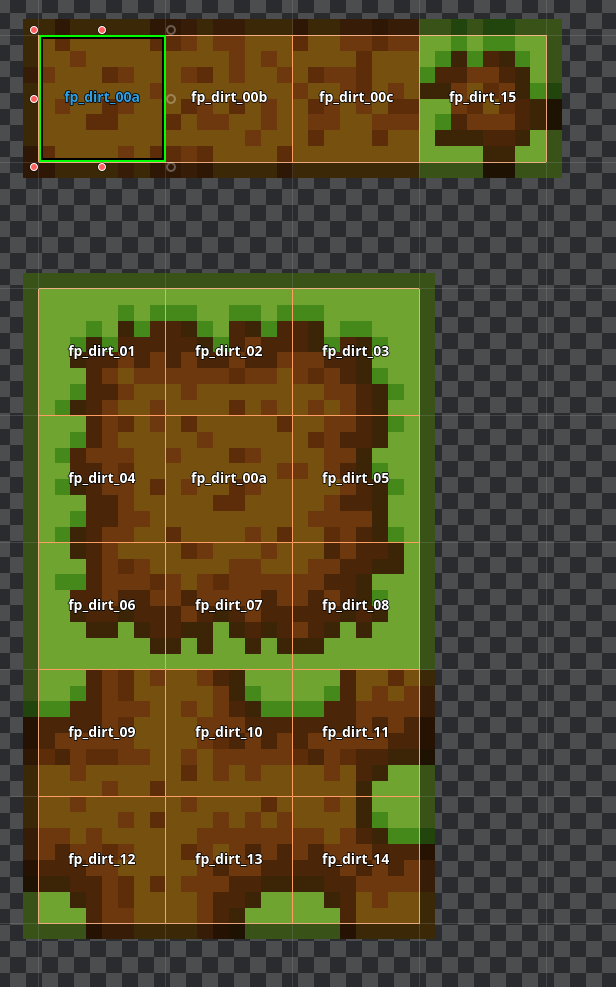 fp_dirt_00a fp_dirt_00b fp_dirt_00c fp_dirt_15
fp_dirt_01 fp_dirt_02 fp_dirt_03
fp_dirt_04 fp_dirt_00a fp_dirt_05
fp_dirt_06 fp_dirt_07 fp_dirt_08
fp_dirt_09 fp_dirt_10 fp_dirt_11
fp_dirt_12 fp_dirt_13 fp_dirt_14